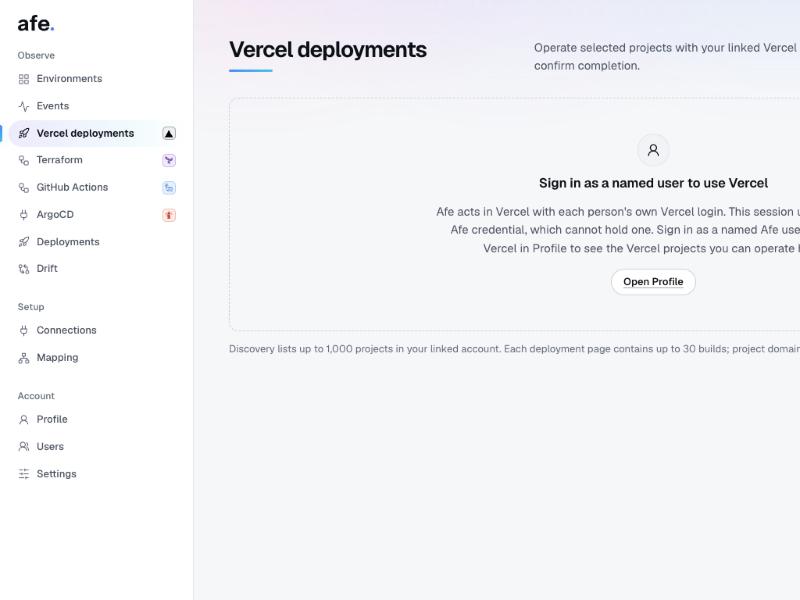 afe.
Observe
Environments
Events
Vercel deployments
Terraform
GitHub Actions
ArgoCD
Deployments
Drift
Setup
Connections
Mapping
Account
Profile
Users
Settings
Vercel deployments
Operate selected projects with your linked Vercel
confirm completion.
Sign in as a named user to use Vercel
Afe acts in Vercel with each person's own Vercel login. This session
Afe credential, which cannot hold one. Sign in as a named Afe
Vercel in Profile to see the Vercel projects you can operate
Open Profile
Discovery lists up to 1,000 projects in your linked account. Each deployment page contains up to 30 builds; project